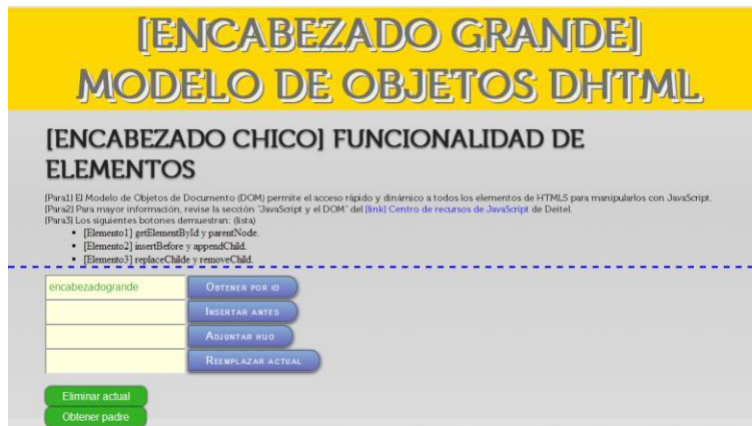 [ENCABEZADO GRANDE]
MODELO DE OBJETOS DHTML
[ENCABEZADO CHICO] FUNCIONALIDAD DE
ELEMENTOS
[Para1] El Modelo de Objetos de Documento (DOM) permite el acceso rápido y dinámico a todos los elementos de HTML5 para manipularlos con JavaScript.
[Para2] Para mayor información, revise la sección "JavaScript y el DOM" del [link] Centro de recursos de JavaScript de Deitel.
[Para3] Los siguientes botones demuestran: (lista)
[Elemento1] getElementById y parentNode.
[Elemento2] insertBefore y appendChild.
[Elemento3] replaceChilde y removeChild.
encabezadogrande OBTENER POR ID
INSERTAR ANTES
ADJUNTAR HIJO
REEMPLAZAR ACTUAL
Eliminar actual
Obtener padre